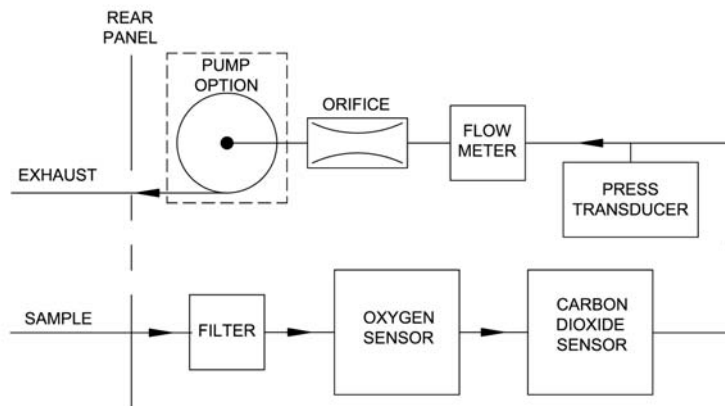 REAR
PANEL
PUMP
OPTION
ORIFICE
FLOW
METER
EXHAUST
PRESS
TRANSDUCER
SAMPLE
FILTER
OXYGEN
SENSOR
CARBON
DIOXIDE
SENSOR